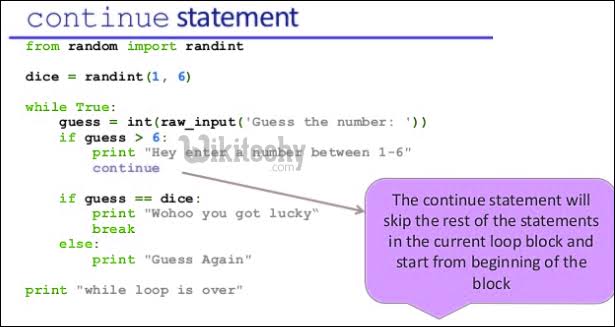 continue statement
from random import randint
dice = randint(1, 6)
while True:
guess = int(raw_input('Guess the number: '))
if guess > 6:
print "Hey enter a number between 1-6"
continue
Wikitechy
.com
if guess == dice:
print "Wohoo you got lucky"
break
else:
print "Guess Again"
print "while loop is over"
The continue statement will
skip the rest of the statements
in the current loop block and
start from beginning of the
block